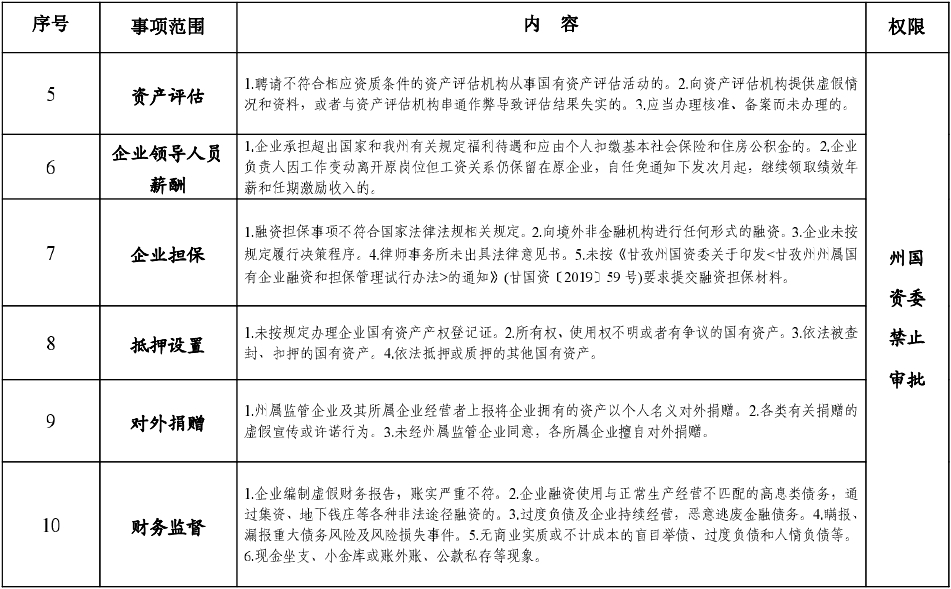 序号 事项范围 内 容 权限
5 资产评估
1.聘请不符合相应资质条件的资产评估机构从事国有资产评估活动的。2.向资产评估机构提供虚假情
况和资料，或者与资产评估机构串通作弊导致评估结果失实的。3.应当办理核准、备案而未办理的。
6 企业领导人员
薪酬
1.企业承担超出国家和我州有关规定福利待遇和应由个人扣缴基本社会保险和住房公积金的。2.企业
负责人因工作变动离开原岗位但工资关系仍保留在原企业，自任免通知下发次月起，继续领取绩效年
薪和任期激励收入的。
7 企业担保
1.融资担保事项不符合国家法律法规相关规定。2.向境外非金融机构进行任何形式的融资。3.企业未按
规定履行决策程序。4.律师事务所未出具法律意见书。5.未按《甘孜州国资委关于印发<甘孜州州属国
有企业融资和担保管理试行办法>的通知》(甘国资〔2019〕59 号)要求提交融资担保材料。
8 抵押设置
1.未按规定办理企业国有资产产权登记证。2.所有权、使用权不明或者有争议的国有资产。3.依法被查
封、扣押的国有资产。4.依法抵押或质押的其他国有资产。
9 对外捐赠
1.州属监管企业及其所属企业经营者上报将企业拥有的资产以个人名义对外捐赠。2.各类有关捐赠的
虚假宣传或许诺行为。3.未经州属监管企业同意，各所属企业擅自对外捐赠。
10 财务监督
1.企业编制虚假财务报告，账实严重不符。2.企业融资使用与正常生产经营不匹配的高息类债务，通
过集资、地下钱庄等各种非法途径融资的。3.过度负债及企业持续经营，恶意逃废金融债务。4.瞒报、
漏报重大债务风险及风险损失事件。5.无商业实质或不计成本的盲目举债、过度负债和人情负债等。
6.现金坐支、小金库或账外账、公款私存等现象。
州国
资委
禁止
审批